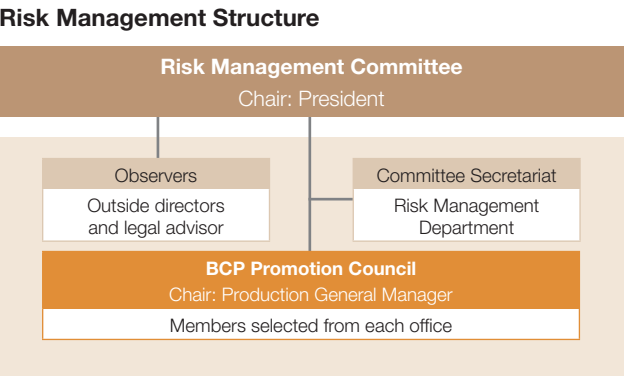 Risk Management Structure
Risk Management Committee
Chair: President
Observers
Outside directors
and legal advisor
Committee Secretariat
Risk Management
Department
BCP Promotion Council
Chair: Production General Manager
Members selected from each office